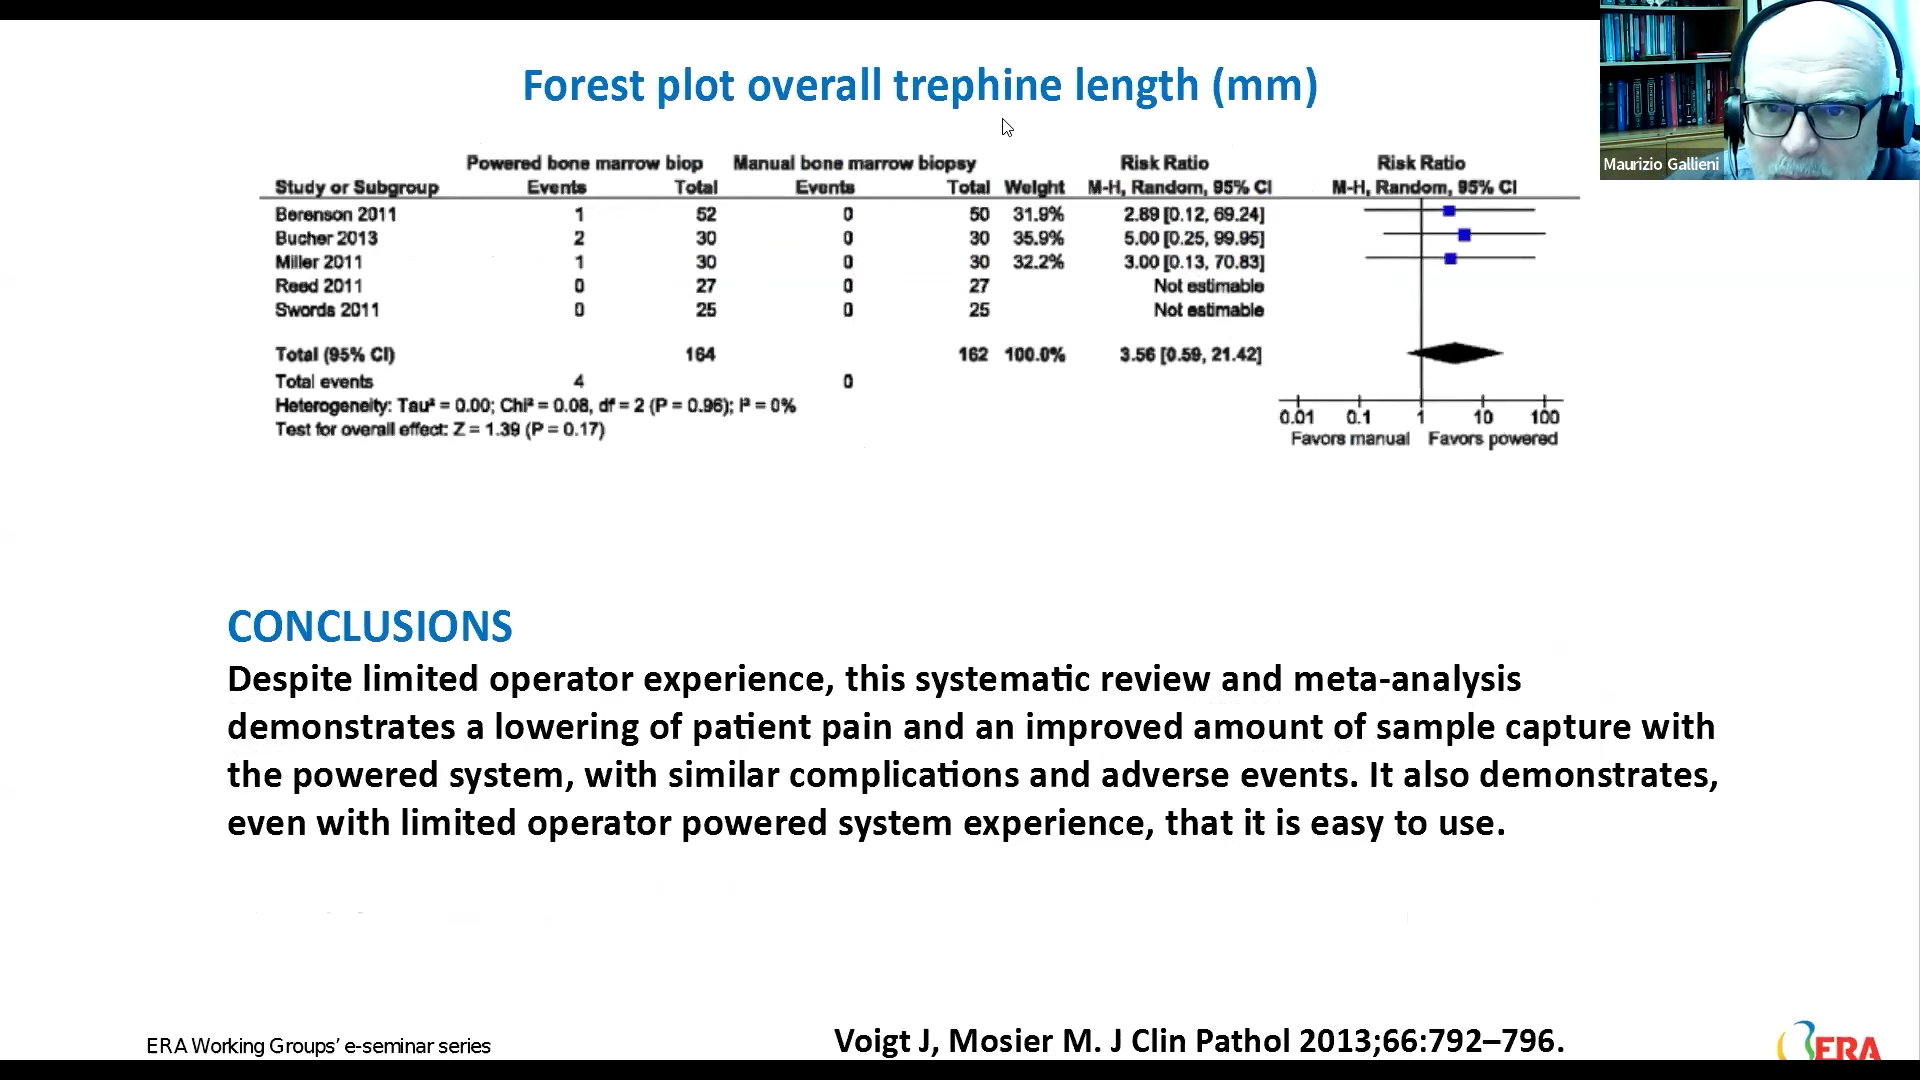 Forest plot overall trephine length (mm)
Maurizio Gallieni
Powered bone marrow biop Manual bone marrow biopsy Risk Ratio Risk Ratio
Study or Subgroup Events Total Events Total Weight M-H, Random, 95% CI M-H, Random, 95% CI
Berenson 2011 1 52 0 50 31.9% 2.89 [0.12, 69.24]
Bucher 2013 2 30 0 30 35.9% 5.00 [0.25, 99.95]
Miller 2011 1 30 0 30 32.2% 3.00 [0.13, 70.83]
Reed 2011 0 27 0 27 Not estimable
Swords 2011 0 25 0 25 Not estimable
Total (95% CI) 164 162 100.0% 3.56 [0.59, 21.42]
Total events 4 0
Heterogeneity: Tau² = 0.00; Chi² = 0.08, df = 2 (P = 0.96); I² = 0%
Test for overall effect: Z = 1.39 (P = 0.17)
0.01 0.1 1 10 100
Favors manual Favors powered
CONCLUSIONS
Despite limited operator experience, this systematic review and meta-analysis
demonstrates a lowering of patient pain and an improved amount of sample capture with
the powered system, with similar complications and adverse events. It also demonstrates,
even with limited operator powered system experience, that it is easy to use.
ERA Working Groups' e-seminar series
Voigt J, Mosier M. J Clin Pathol 2013;66:792–796.
ERA